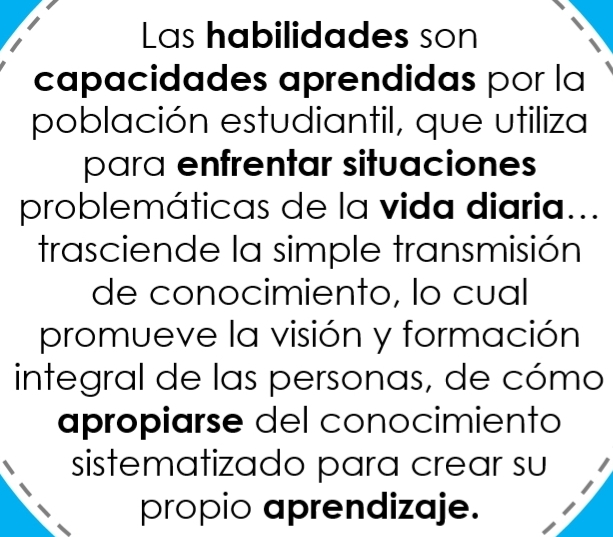 Las habilidades son
capacidades aprendidas por la
población estudiantil, que utiliza
para enfrentar situaciones
problemáticas de la vida diaria...
trasciende la simple transmisión
de conocimiento, lo cual
promueve la visión y formación
integral de las personas, de cómo
apropiarse del conocimiento
sistematizado para crear su
propio aprendizaje.